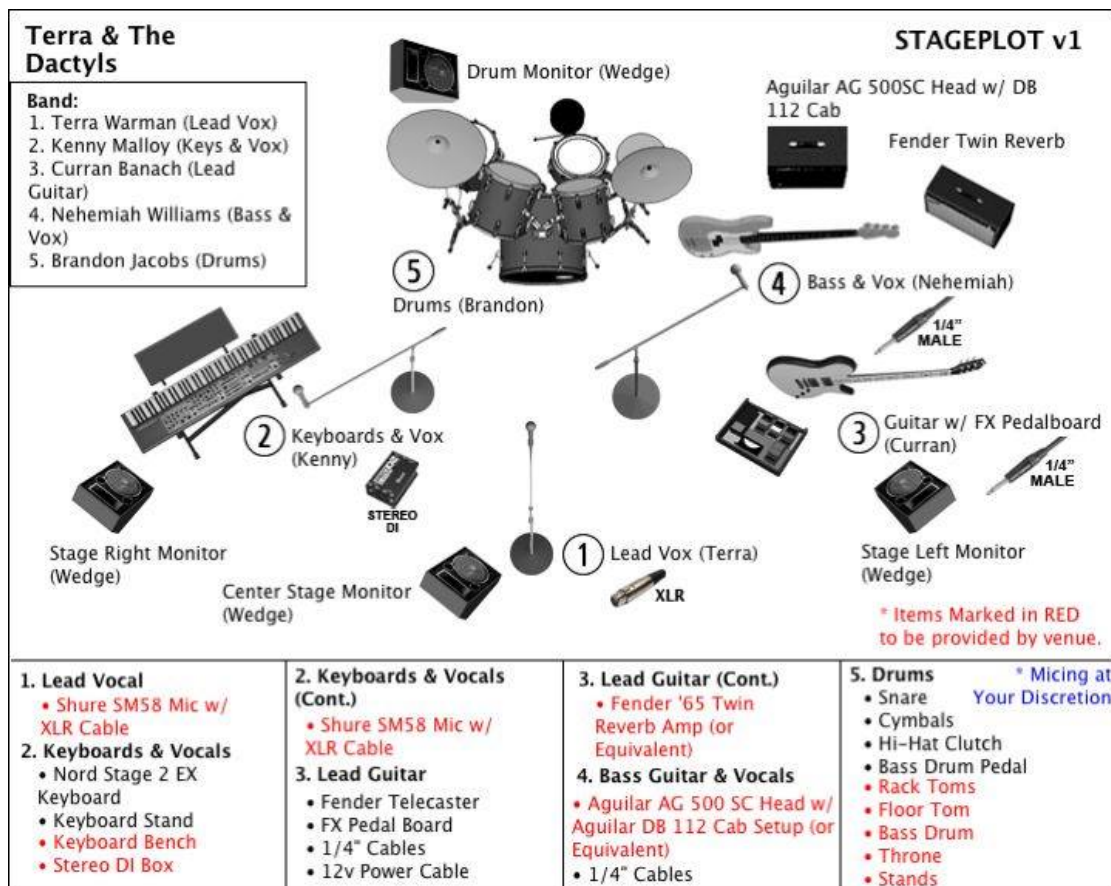 Terra & The
Dactyls
STAGEPLOT v1
Band:
1. Terra Warman (Lead Vox)
2. Kenny Malloy (Keys & Vox)
3. Curran Banach (Lead
Guitar)
4. Nehemiah Williams (Bass &
Vox)
5. Brandon Jacobs (Drums)
Drum Monitor (Wedge)
Aguilar AG 500SC Head w/ DB
112 Cab
Fender Twin Reverb
5
Drums (Brandon)
4 Bass & Vox (Nehemiah)
1/4”
MALE
2 Keyboards & Vox
(Kenny)
STEREO
DI
3 Guitar w/ FX Pedalboard
(Curran)
1/4”
MALE
Stage Right Monitor
(Wedge)
Center Stage Monitor
(Wedge)
1 Lead Vox (Terra)
XLR
Stage Left Monitor
(Wedge)
* Items Marked in RED
to be provided by venue.
1. Lead Vocal
• Shure SM58 Mic w/
XLR Cable
2. Keyboards & Vocals
• Nord Stage 2 EX
Keyboard
• Keyboard Stand
• Keyboard Bench
• Stereo DI Box
2. Keyboards & Vocals
(Cont.)
• Shure SM58 Mic w/
XLR Cable
3. Lead Guitar
• Fender Telecaster
• FX Pedal Board
• 1/4" Cables
• 12v Power Cable
3. Lead Guitar (Cont.)
• Fender '65 Twin
Reverb Amp (or
Equivalent)
4. Bass Guitar & Vocals
• Aguilar AG 500 SC Head w/
Aguilar DB 112 Cab Setup (or
Equivalent)
• 1/4" Cables
5. Drums
* Micing at
Your Discretion
• Snare
• Cymbals
• Hi-Hat Clutch
• Bass Drum Pedal
• Rack Toms
• Floor Tom
• Bass Drum
• Throne
• Stands